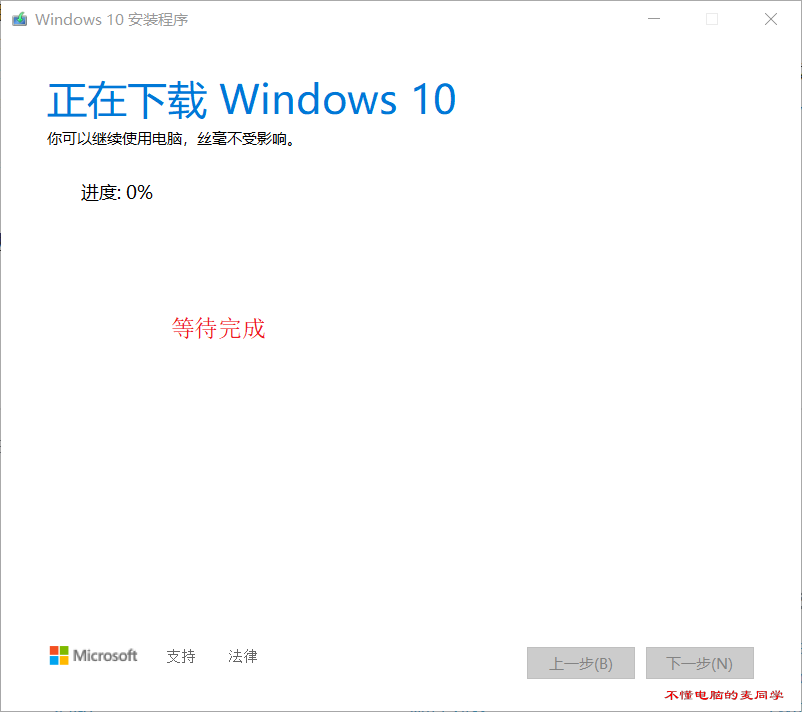 Windows 10 安装程序
正在下载 Windows 10
你可以继续使用电脑，丝毫不受影响。
进度: 0%
等待完成
Microsoft 支持 法律
上一步(B) 下一步(N)
不懂电脑的麦同学